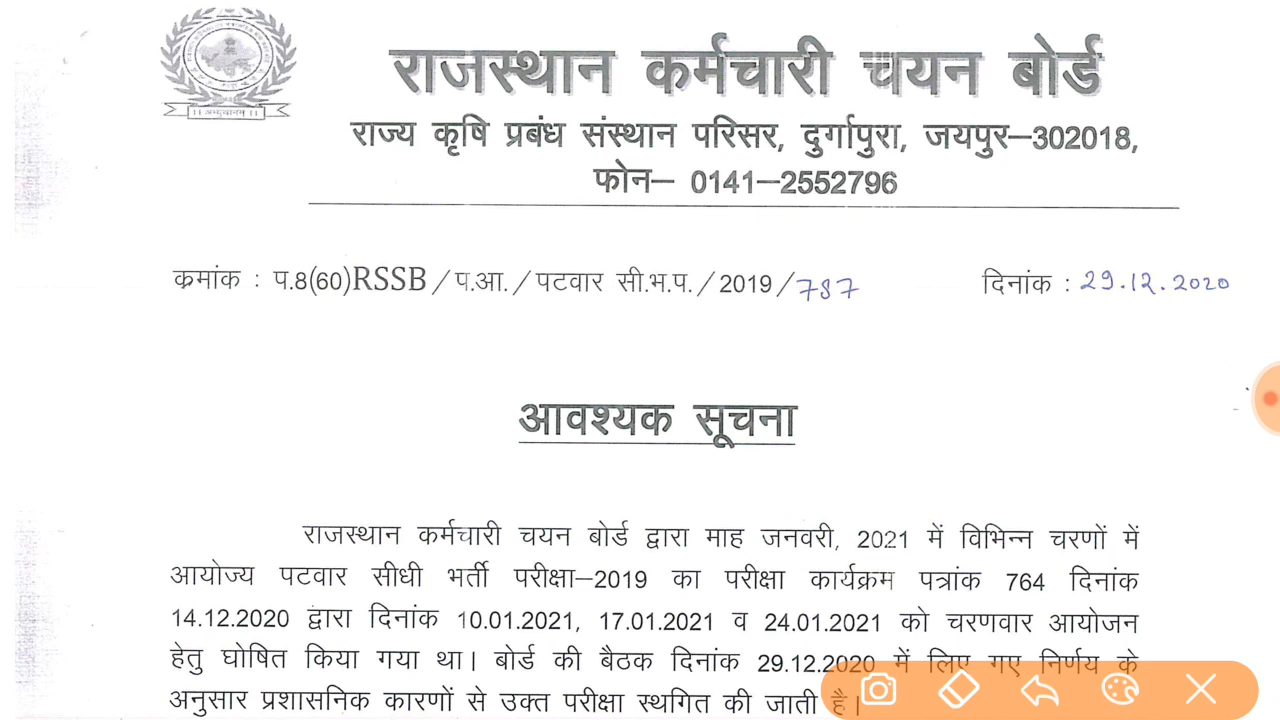 राजस्थान कर्मचारी चयन बोर्ड
राज्य कृषि प्रबंध संस्थान परिसर, दुर्गापुरा, जयपुर–302018,
फोन– 0141–2552796
क्रमांक : प.8(60)RSSB/प.आ./पटवार सी.भ.प./2019/787
दिनांक : 29.12.2020
आवश्यक सूचना
राजस्थान कर्मचारी चयन बोर्ड द्वारा माह जनवरी, 2021 में विभिन्न चरणों में
आयोज्य पटवार सीधी भर्ती परीक्षा–2019 का परीक्षा कार्यक्रम पत्रांक 764 दिनांक
14.12.2020 द्वारा दिनांक 10.01.2021, 17.01.2021 व 24.01.2021 को चरणवार आयोजन
हेतु घोषित किया गया था। बोर्ड की बैठक दिनांक 29.12.2020 में लिए गए निर्णय के
अनुसार प्रशासनिक कारणों से उक्त परीक्षा स्थगित की जाती है।